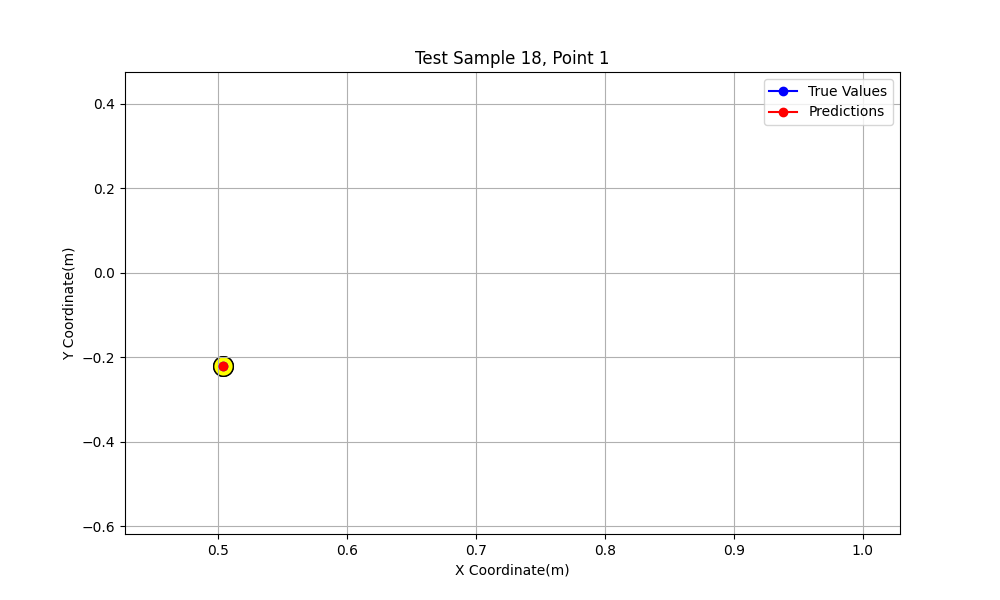 Test Sample 18, Point 1
True Values
Predictions
Y Coordinate(m)
0.4
0.2
0.0
−0.2
−0.4
−0.6
0.5 0.6 0.7 0.8 0.9 1.0
X Coordinate(m)